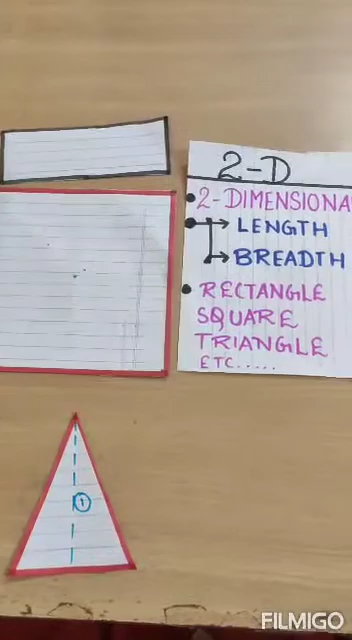 2-D
2-DIMENSIONA
LENGTH
BREADTH
RECTANGLE
SQUARE
TRIANGLE
ETC.....
1
FILMIGO